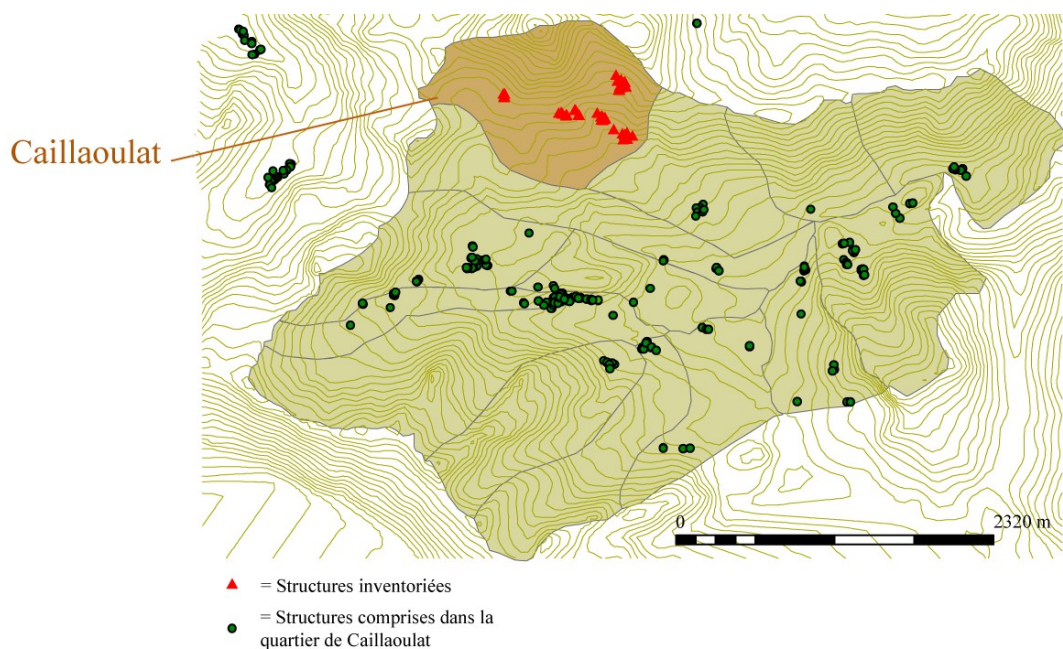 Caillaoulat
0 2320 m
= Structures inventoriées
= Structures comprises dans la
quartier de Caillaoulat